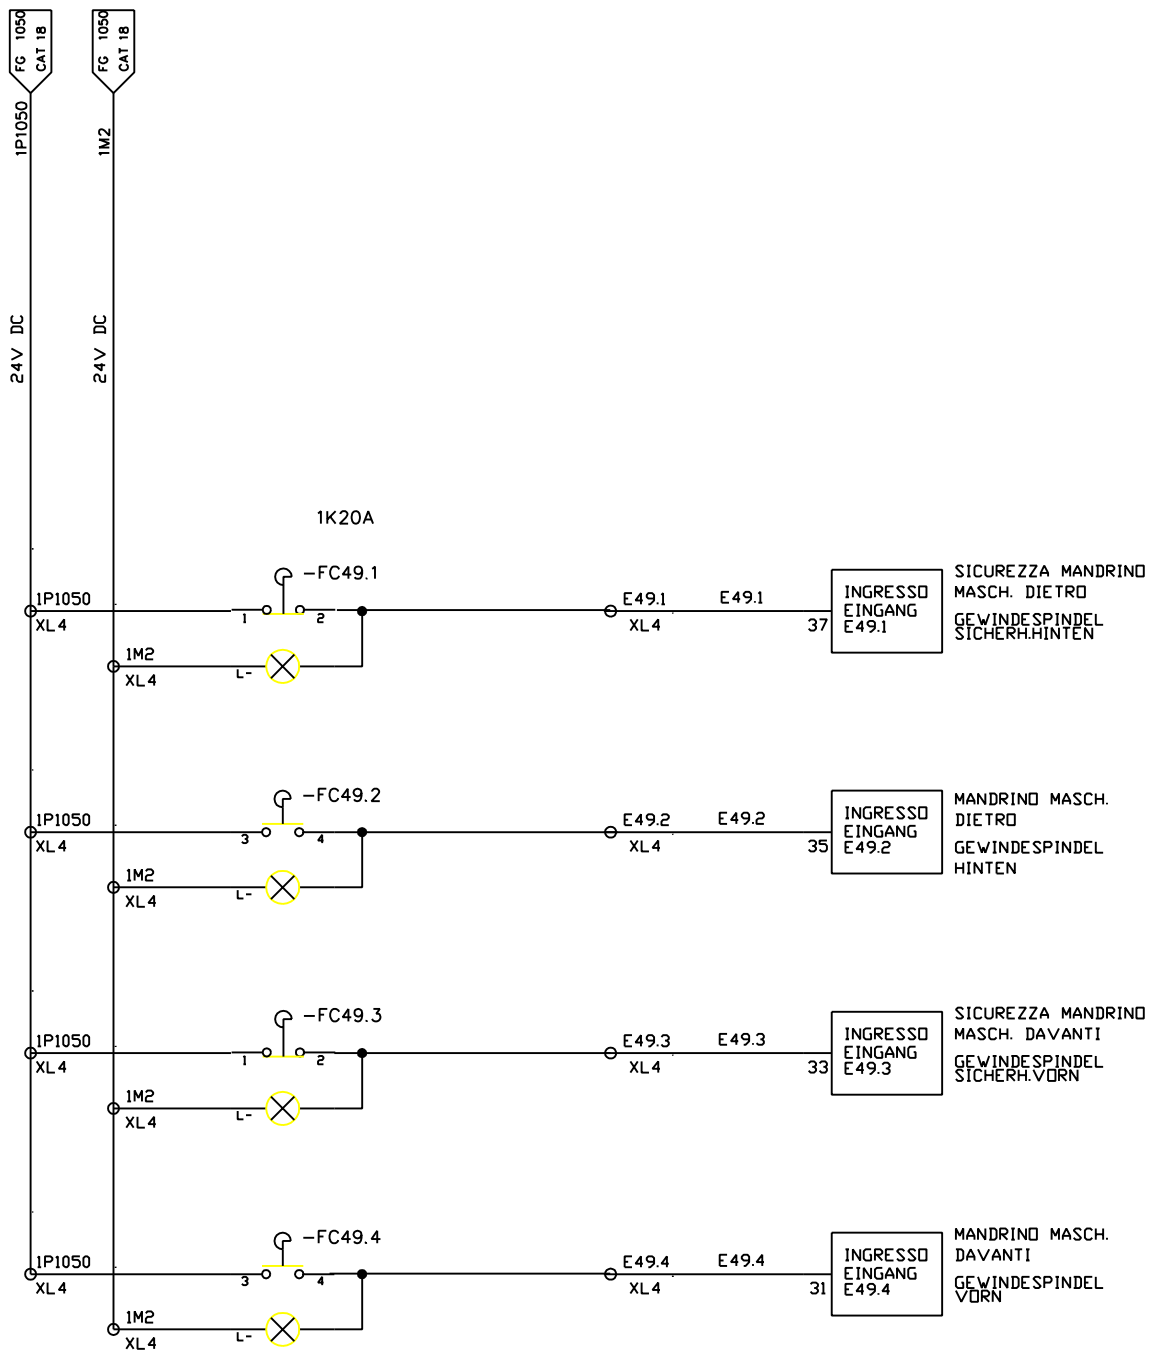 FG 1050
CAT 18
FG 1050
CAT 18
1P1050
1M2
24V DC
24V DC
1K20A
-FC49.1
1P1050
XL4
1
2
E49.1
XL4
E49.1
37
INGRESSO
EINGANG
E49.1
SICUREZZA MANDRINO
MASCH. DIETRO
GEWINDESPINDEL
SICHERH.HINTEN
1M2
XL4
L-
-FC49.2
1P1050
XL4
3
4
E49.2
XL4
E49.2
35
INGRESSO
EINGANG
E49.2
MANDRINO MASCH.
DIETRO
GEWINDESPINDEL
HINTEN
1M2
XL4
L-
-FC49.3
1P1050
XL4
1
2
E49.3
XL4
E49.3
33
INGRESSO
EINGANG
E49.3
SICUREZZA MANDRINO
MASCH. DAVANTI
GEWINDESPINDEL
SICHERH.VORN
1M2
XL4
L-
-FC49.4
1P1050
XL4
3
4
E49.4
XL4
E49.4
31
INGRESSO
EINGANG
E49.4
MANDRINO MASCH.
DAVANTI
GEWINDESPINDEL
VORN
1M2
XL4
L-